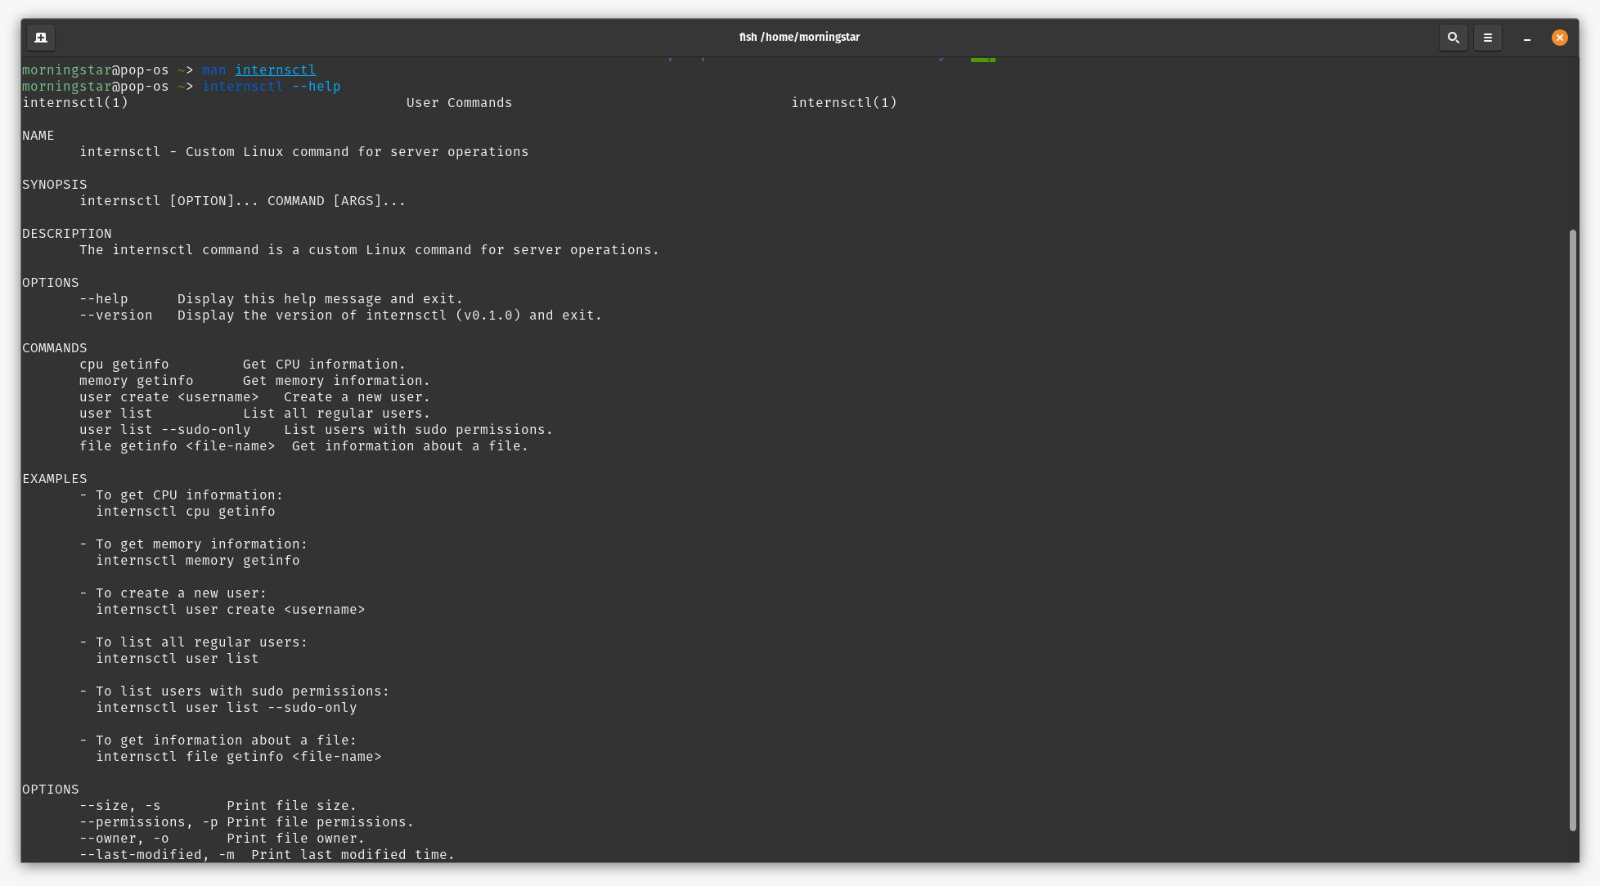 fish /home/morningstar
morningstar@pop-os ~> man internsctl
morningstar@pop-os ~> internsctl --help
internsctl(1)                                  User Commands                                  internsctl(1)

NAME
       internsctl - Custom Linux command for server operations

SYNOPSIS
       internsctl [OPTION]... COMMAND [ARGS]...

DESCRIPTION
       The internsctl command is a custom Linux command for server operations.

OPTIONS
       --help      Display this help message and exit.
       --version   Display the version of internsctl (v0.1.0) and exit.

COMMANDS
       cpu getinfo         Get CPU information.
       memory getinfo      Get memory information.
       user create <username>   Create a new user.
       user list           List all regular users.
       user list --sudo-only    List users with sudo permissions.
       file getinfo <file-name>  Get information about a file.

EXAMPLES
       - To get CPU information:
         internsctl cpu getinfo

       - To get memory information:
         internsctl memory getinfo

       - To create a new user:
         internsctl user create <username>

       - To list all regular users:
         internsctl user list

       - To list users with sudo permissions:
         internsctl user list --sudo-only

       - To get information about a file:
         internsctl file getinfo <file-name>

OPTIONS
       --size, -s        Print file size.
       --permissions, -p Print file permissions.
       --owner, -o       Print file owner.
       --last-modified, -m  Print last modified time.